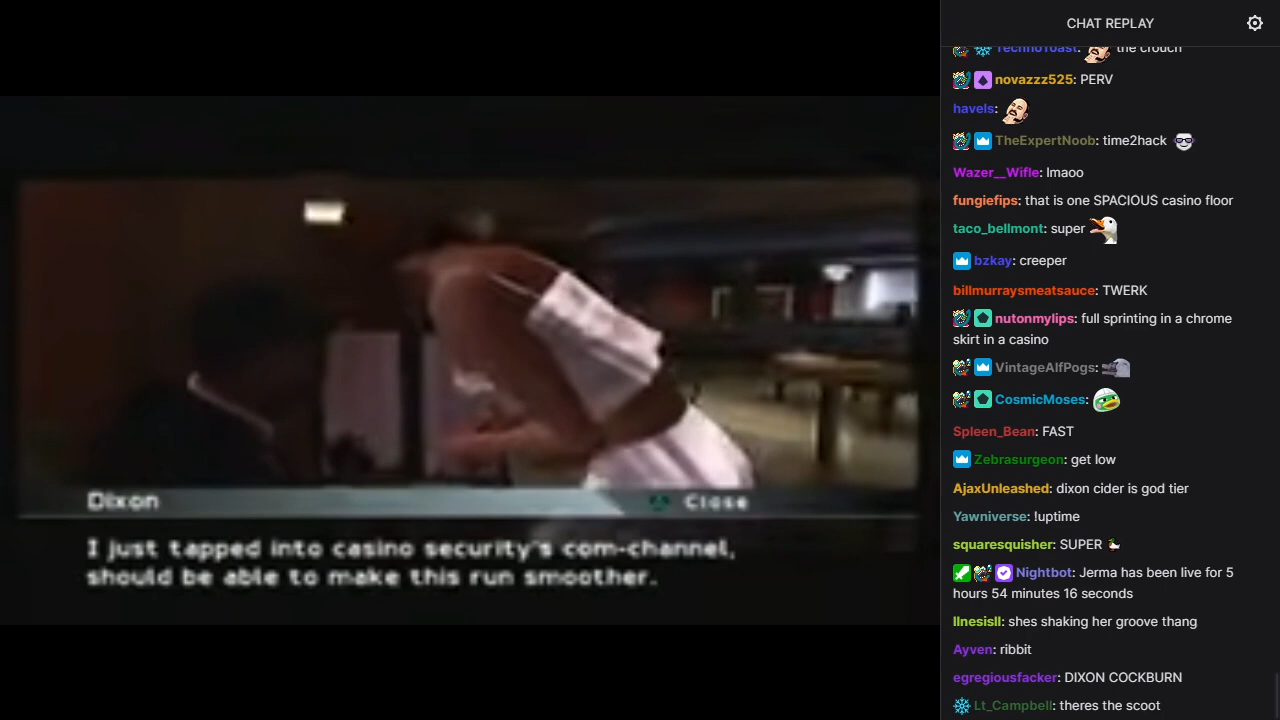 Dixon
Close
I just tapped into casino security's com-channel,
should be able to make this run smoother.
CHAT REPLAY
TechnoToast: the crouch
novazzz525: PERV
havels:
TheExpertNoob: time2hack
Wazer__Wifle: lmaoo
fungiefips: that is one SPACIOUS casino floor
taco_bellmont: super
bzkay: creeper
billmurraysmeatsauce: TWERK
nutonmylips: full sprinting in a chrome
skirt in a casino
VintageAlfPogs:
CosmicMoses:
Spleen_Bean: FAST
Zebrasurgeon: get low
AjaxUnleashed: dixon cider is god tier
Yawniverse: !uptime
squaresquisher: SUPER
Nightbot: Jerma has been live for 5
hours 54 minutes 16 seconds
llnesisll: shes shaking her groove thang
Ayven: ribbit
egregiousfacker: DIXON COCKBURN
Lt_Campbell: theres the scoot